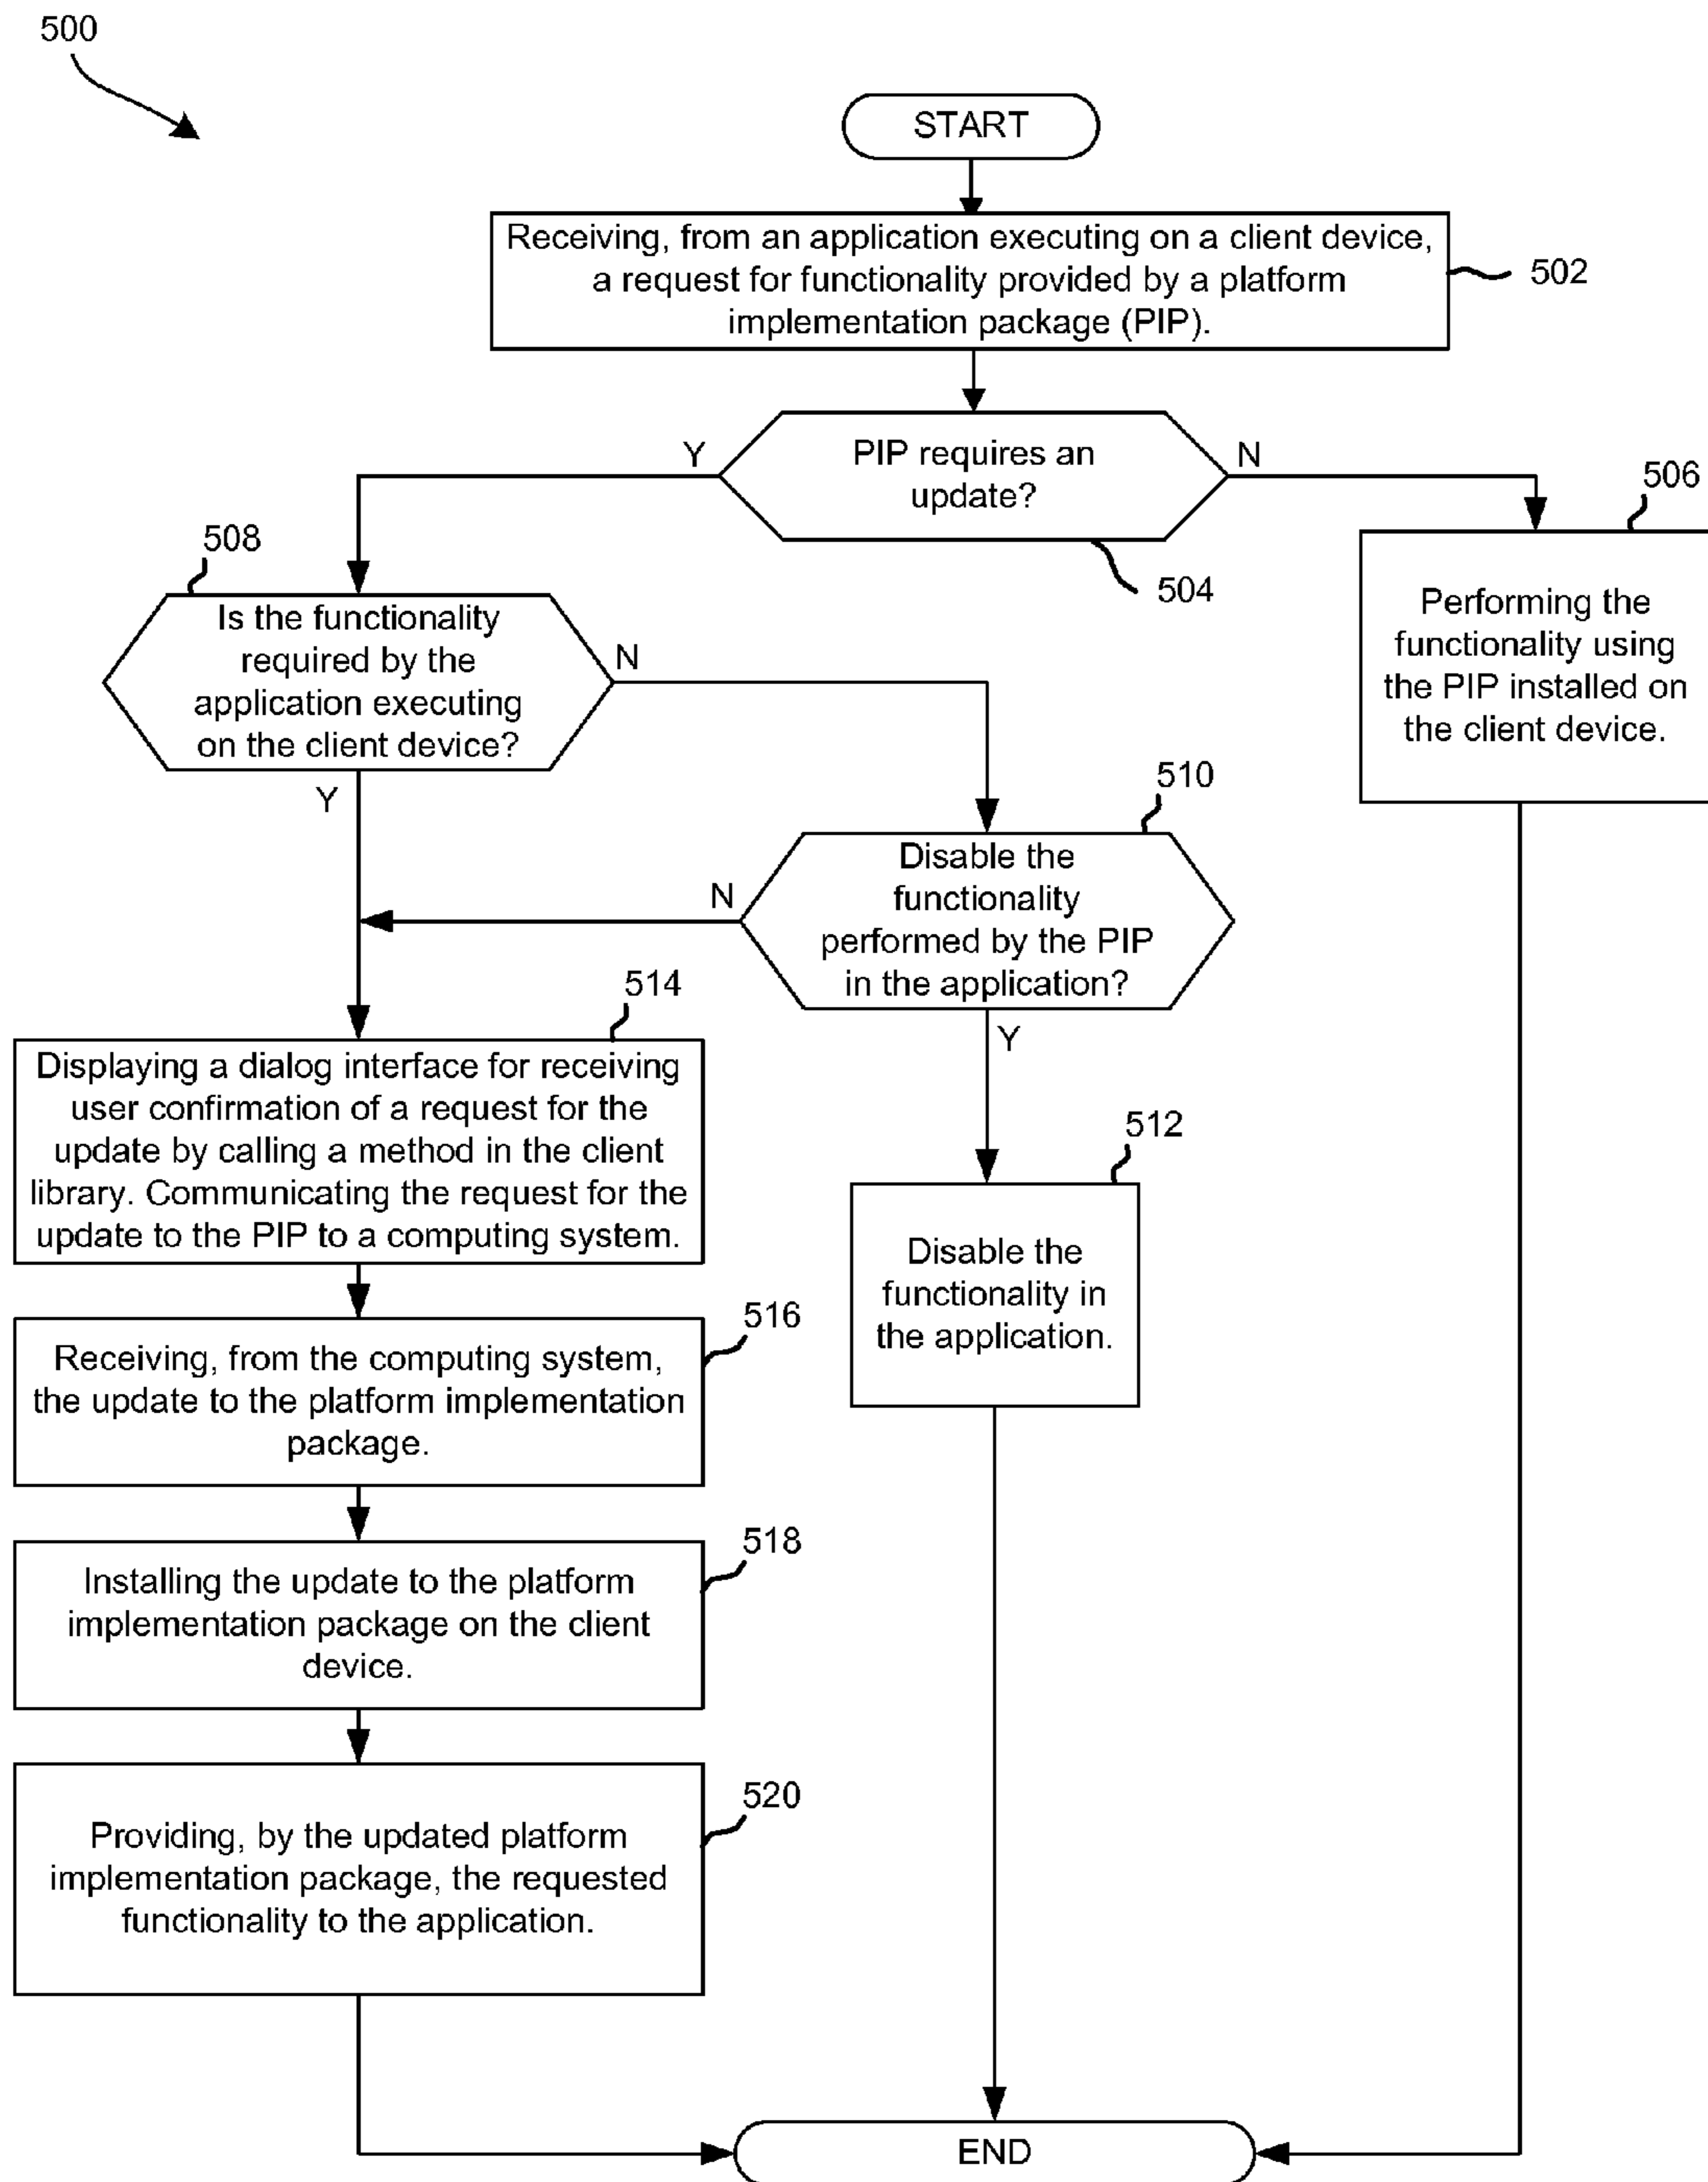 500
START
Receiving, from an application executing on a client device,
a request for functionality provided by a platform
implementation package (PIP).
502
PIP requires an
update?
Y
N
504
506
Performing the
functionality using
the PIP installed on
the client device.
508
Is the functionality
required by the
application executing
on the client device?
N
Y
510
Disable the
functionality
performed by the PIP
in the application?
N
Y
512
Disable the
functionality in
the application.
514
Displaying a dialog interface for receiving
user confirmation of a request for the
update by calling a method in the client
library. Communicating the request for the
update to the PIP to a computing system.
516
Receiving, from the computing system,
the update to the platform implementation
package.
518
Installing the update to the platform
implementation package on the client
device.
520
Providing, by the updated platform
implementation package, the requested
functionality to the application.
END